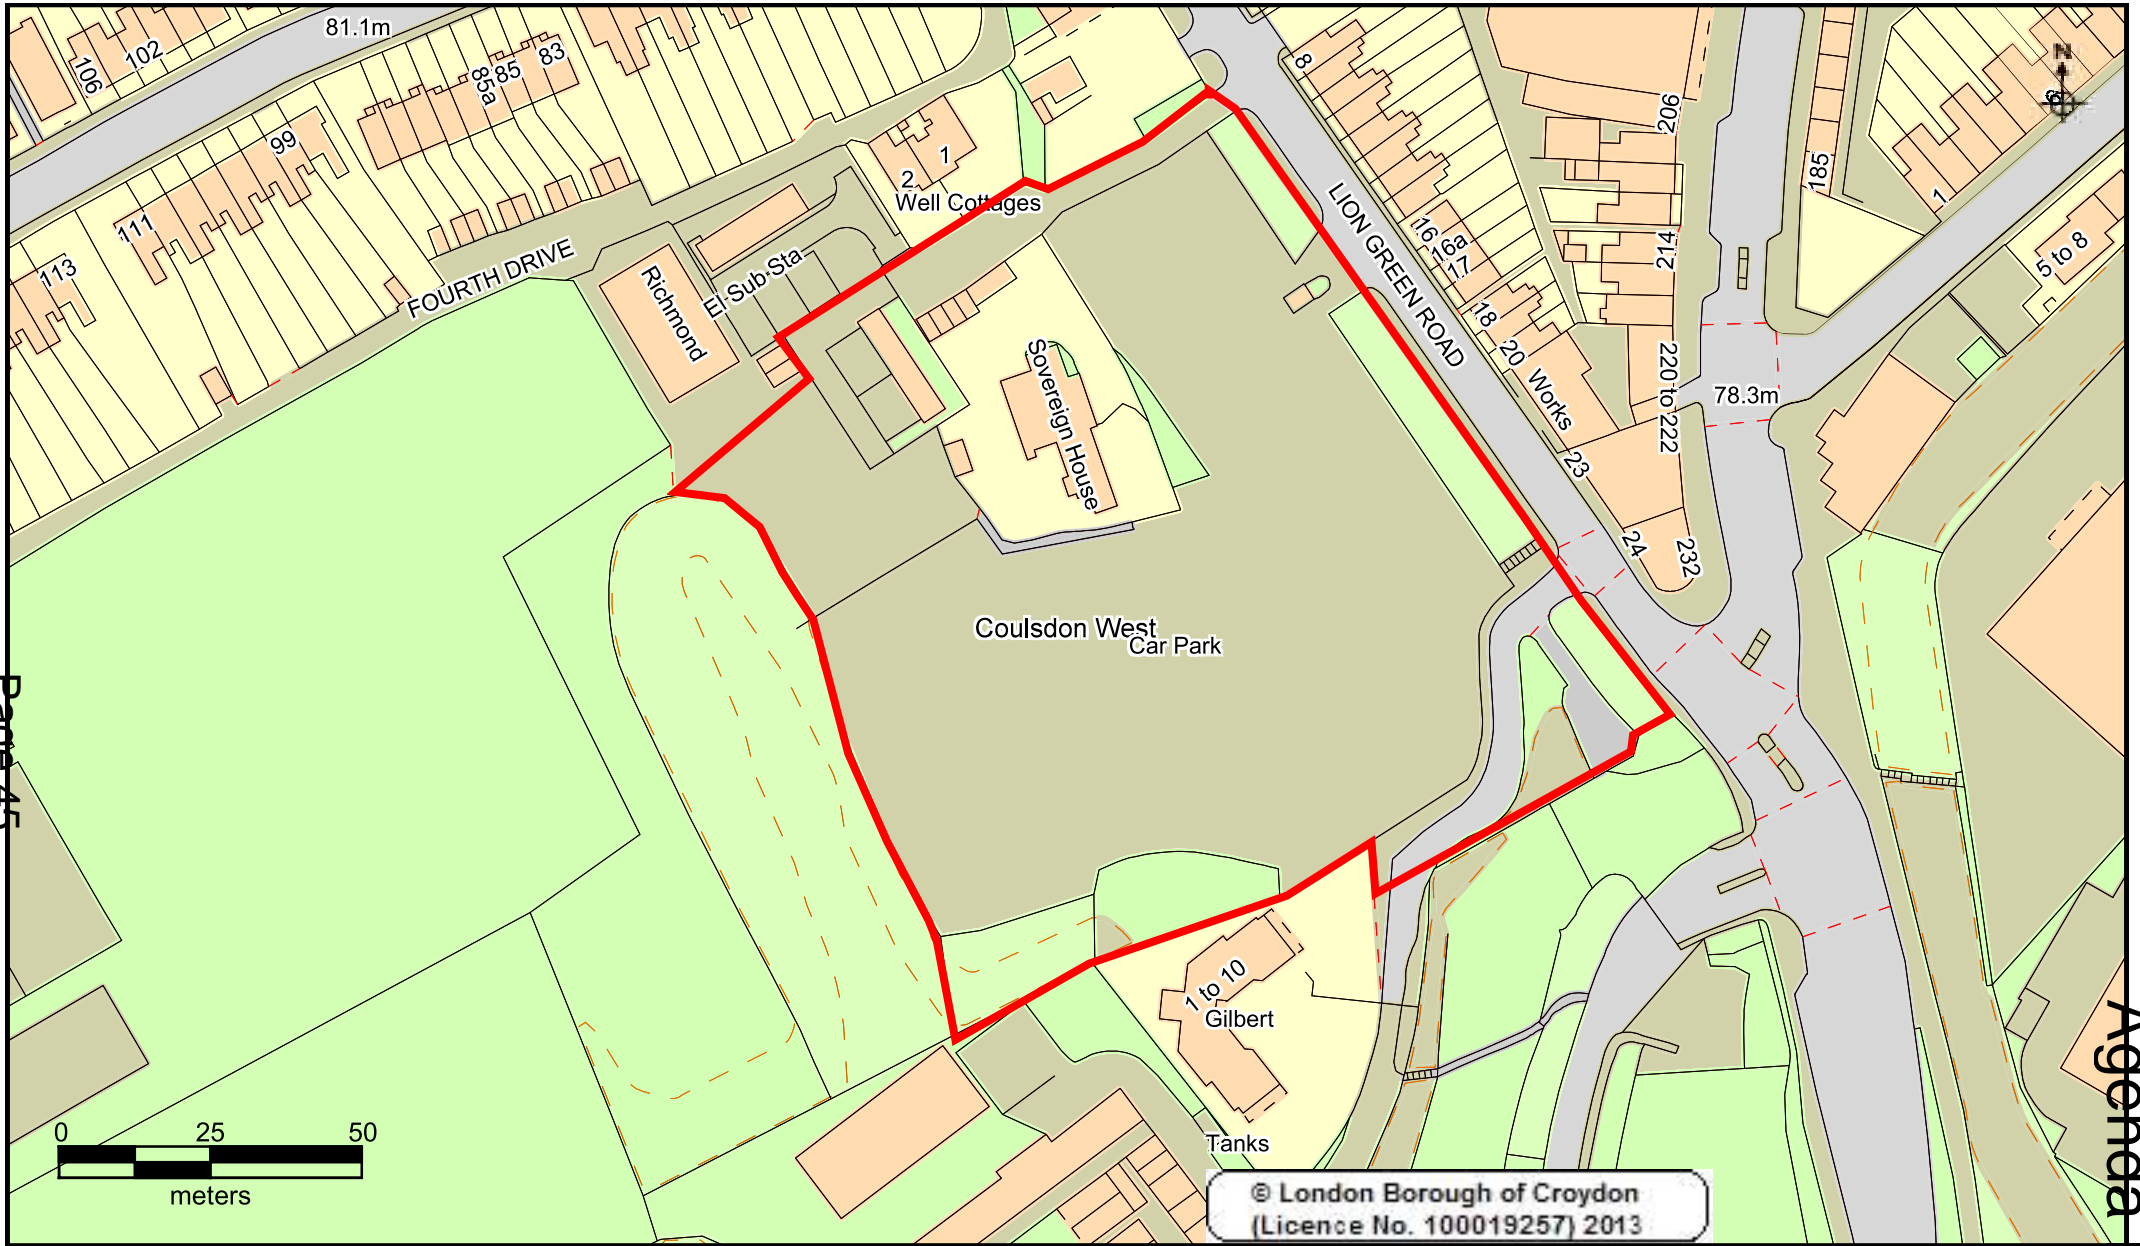 81.1m
102
106
83
85
85a
99
111
113
FOURTH DRIVE
Richmond
El Sub Sta
1
2
Well Cottages
Sovereign House
LION GREEN ROAD
8
16
16a
17
18
20
Works
23
24
232
206
214
220 to 222
185
1
5 to 8
78.3m
N
Coulsdon West
Car Park
1 to 10
Gilbert
Tanks
Page 45
Agenda
0 25 50
meters
© London Borough of Croydon
(Licence No. 100019257) 2013